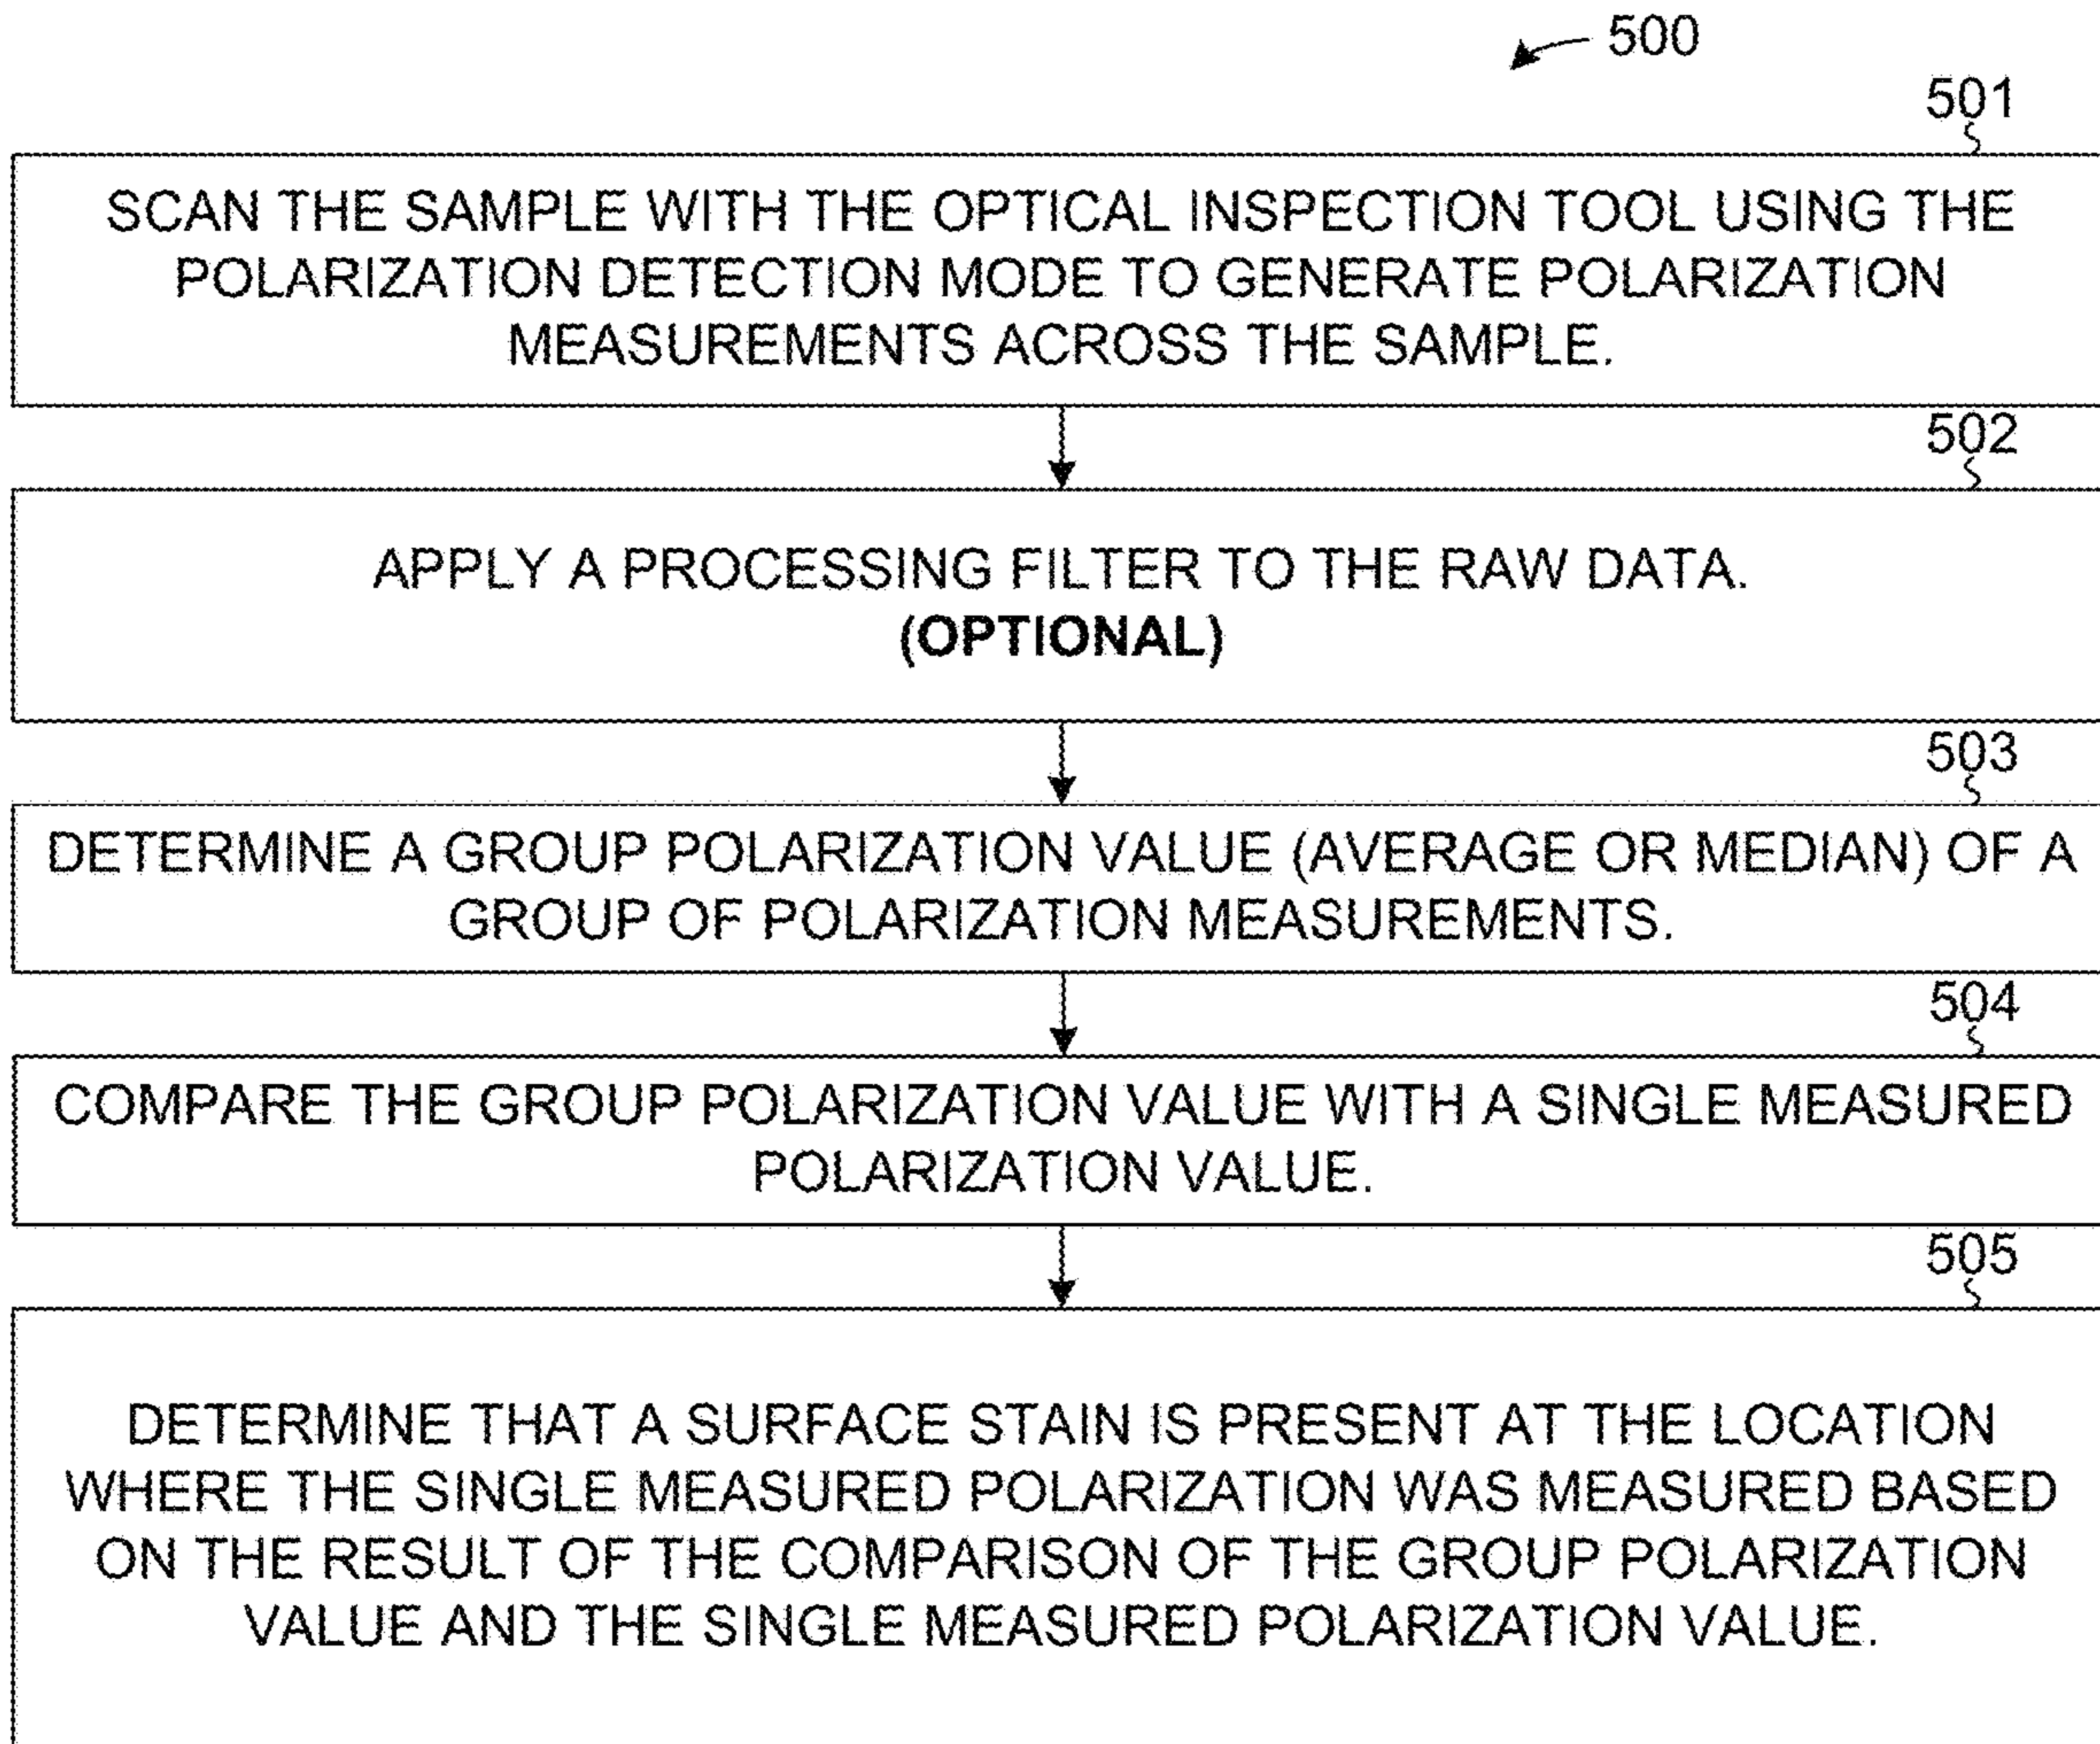 500
501
SCAN THE SAMPLE WITH THE OPTICAL INSPECTION TOOL USING THE
POLARIZATION DETECTION MODE TO GENERATE POLARIZATION
MEASUREMENTS ACROSS THE SAMPLE.
502
APPLY A PROCESSING FILTER TO THE RAW DATA.
(OPTIONAL)
503
DETERMINE A GROUP POLARIZATION VALUE (AVERAGE OR MEDIAN) OF A
GROUP OF POLARIZATION MEASUREMENTS.
504
COMPARE THE GROUP POLARIZATION VALUE WITH A SINGLE MEASURED
POLARIZATION VALUE.
505
DETERMINE THAT A SURFACE STAIN IS PRESENT AT THE LOCATION
WHERE THE SINGLE MEASURED POLARIZATION WAS MEASURED BASED
ON THE RESULT OF THE COMPARISON OF THE GROUP POLARIZATION
VALUE AND THE SINGLE MEASURED POLARIZATION VALUE.